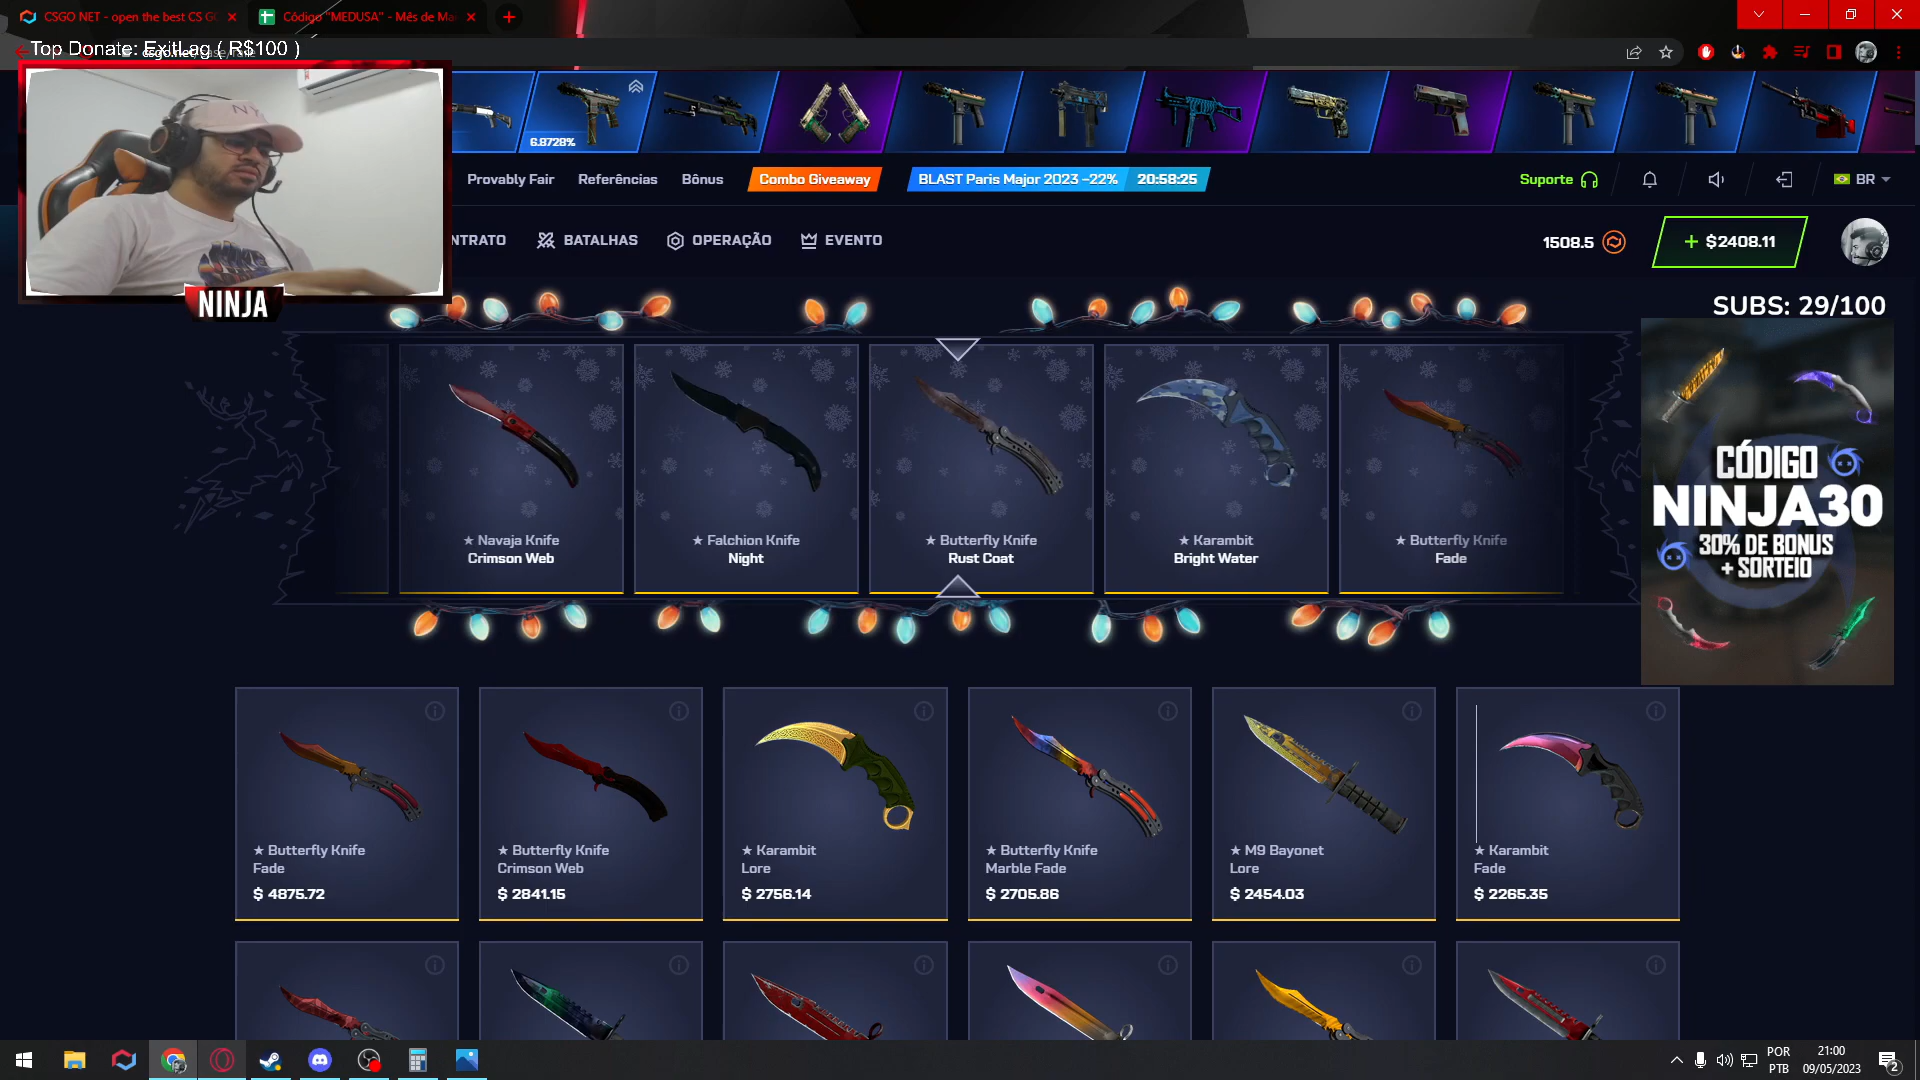 CSGO NET - open the best CS GO
Código "MEDUSA" - Mês de Ma
Top Donate: ExitLag ( R$100 )
6.8728%
Provably Fair
Referências
Bônus
Combo Giveaway
BLAST Paris Major 2023 -22%
20:58:25
Suporte
BR
NTRATO
BATALHAS
OPERAÇÃO
EVENTO
1508.5
+ $2408.11
NINJA
SUBS: 29/100
★ Navaja Knife
Crimson Web
★ Falchion Knife
Night
★ Butterfly Knife
Rust Coat
★ Karambit
Bright Water
★ Butterfly Knife
Fade
CÓDIGO
NINJA30
30% DE BONUS
+ SORTEIO
★ Butterfly Knife
Fade
$ 4875.72
★ Butterfly Knife
Crimson Web
$ 2841.15
★ Karambit
Lore
$ 2756.14
★ Butterfly Knife
Marble Fade
$ 2705.86
★ M9 Bayonet
Lore
$ 2454.03
★ Karambit
Fade
$ 2265.35
POR
PTB
21:00
09/05/2023
2